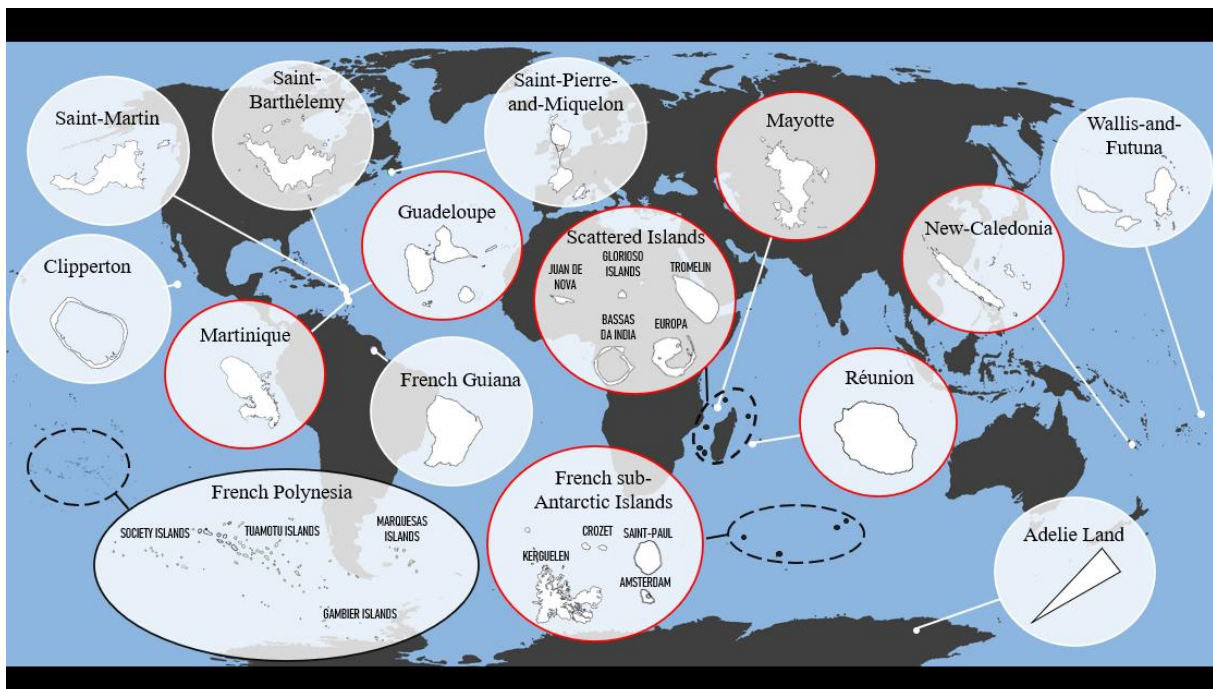 Saint-Martin
Saint-
Barthélemy
Saint-Pierre-
and-Miquelon
Mayotte
Wallis-and-
Futuna
Guadeloupe
Scattered Islands
JUAN DE
NOVA
GLORIOSO
ISLANDS
TROMELIN
BASSAS
DA INDIA
EUROPA
New-Caledonia
Clipperton
Martinique
French Guiana
Réunion
French Polynesia
SOCIETY ISLANDS
TUAMOTU ISLANDS
MARQUESAS
ISLANDS
GAMBIER ISLANDS
French sub-
Antarctic Islands
CROZET
SAINT-PAUL
KERGUELEN
AMSTERDAM
Adelie Land